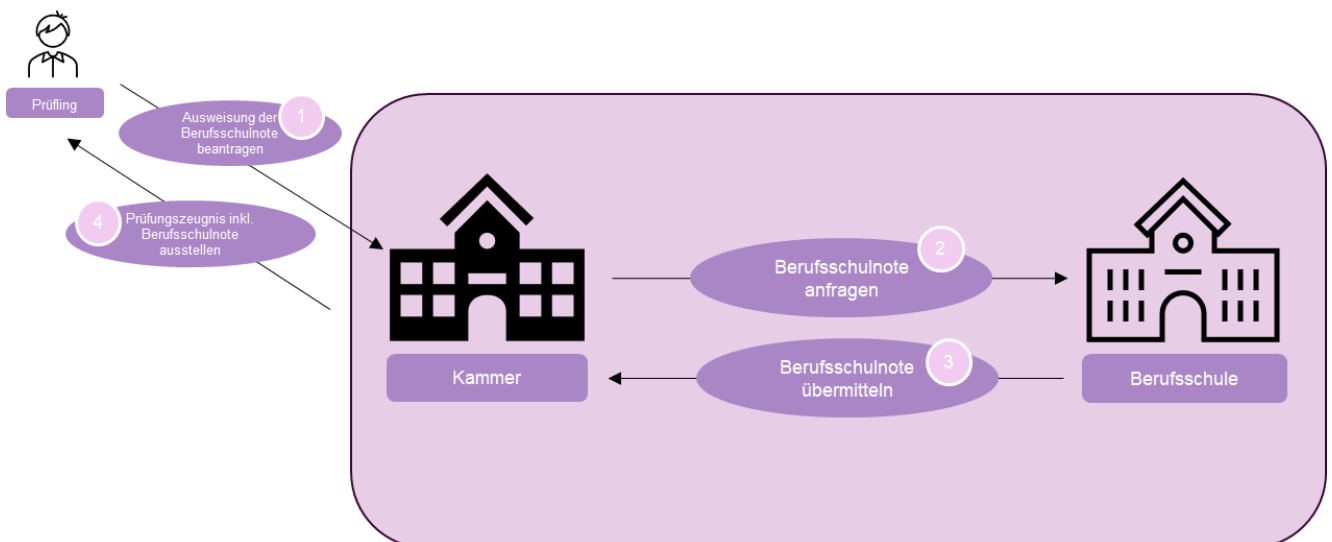 Prüfling
1
Ausweisung der
Berufsschulnote
beantragen
4
Prüfungszeugnis inkl.
Berufsschulnote
ausstellen
2
Berufsschulnote
anfragen
3
Berufsschulnote
übermitteln
Kammer
Berufsschule